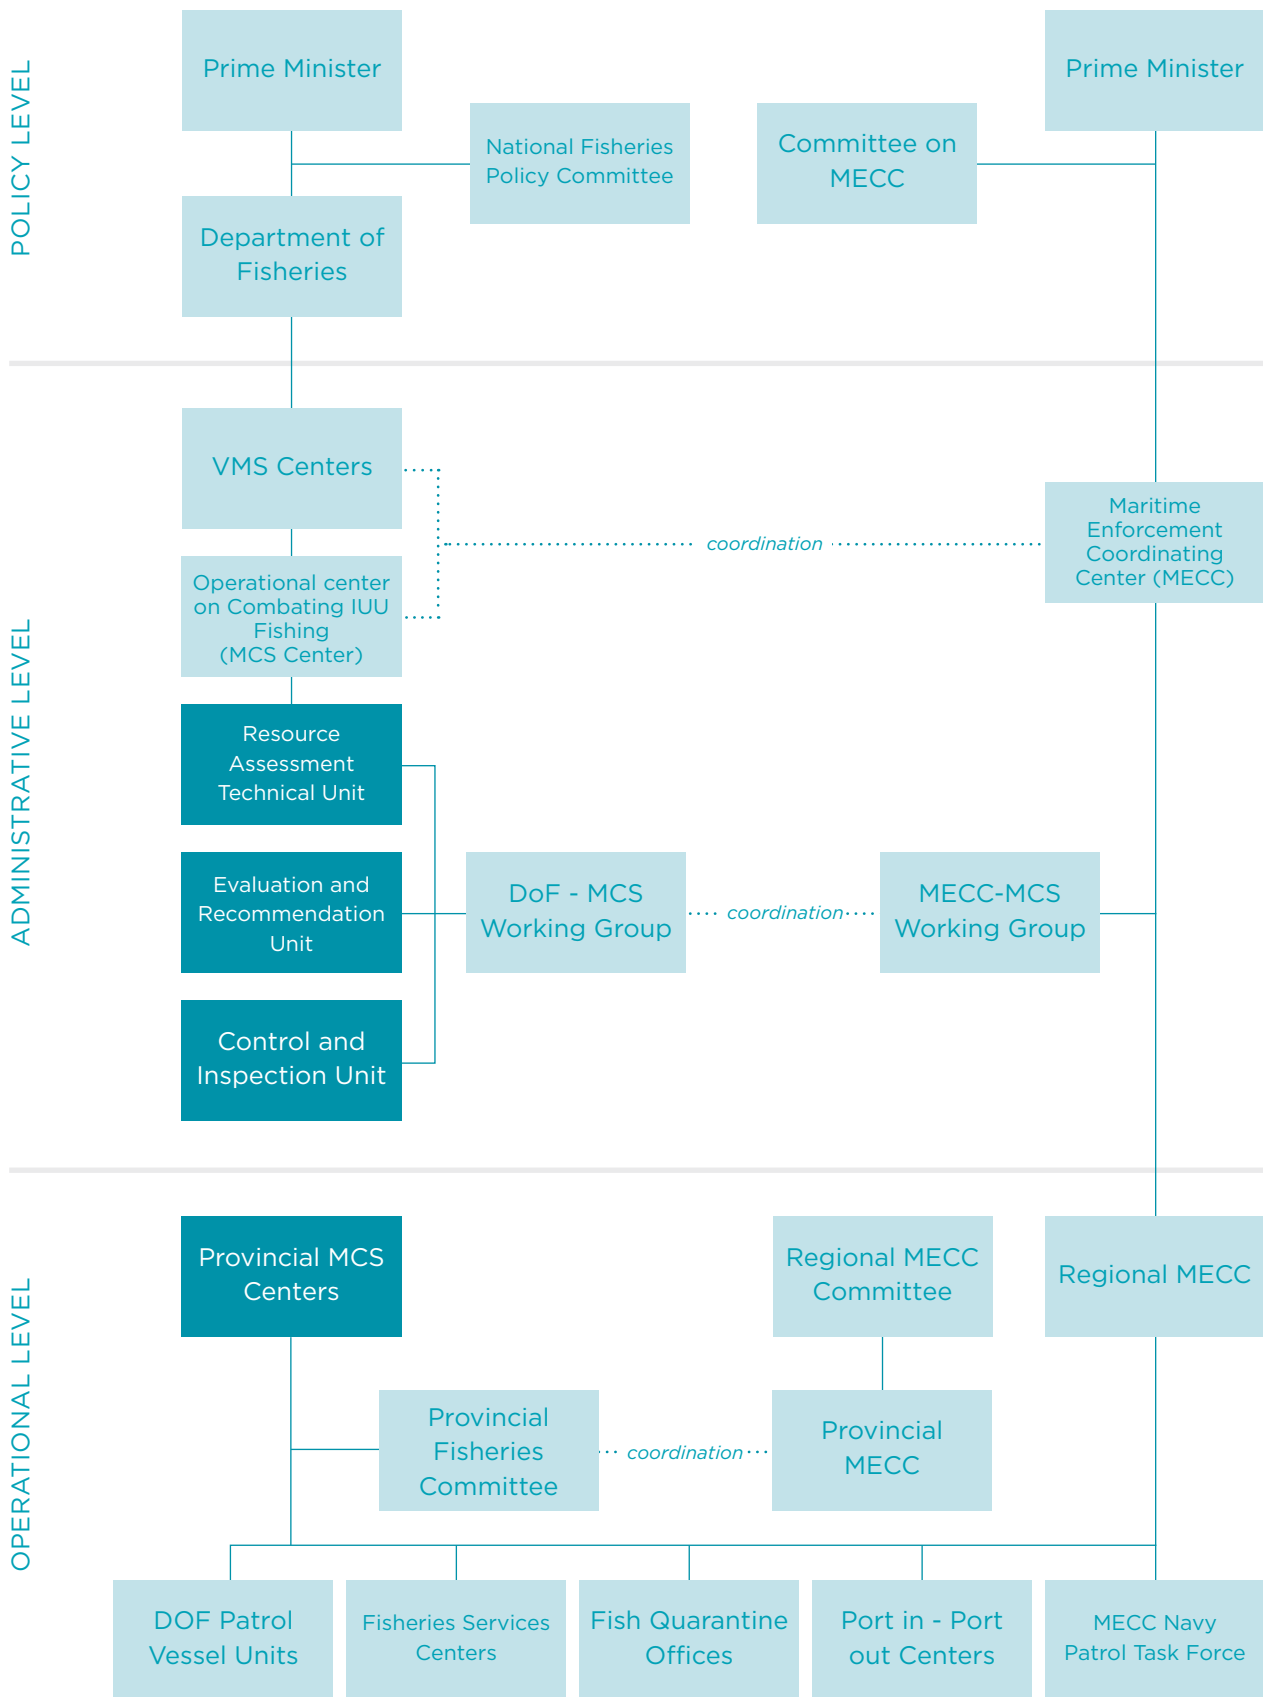 POLICY LEVEL
Prime Minister
Prime Minister
National Fisheries
Policy Committee
Committee on
MECC
Department of
Fisheries
ADMINISTRATIVE LEVEL
VMS Centers
Maritime
Enforcement
Coordinating
Center (MECC)
coordination
Operational center
on Combating IUU
Fishing
(MCS Center)
Resource
Assessment
Technical Unit
Evaluation and
Recommendation
Unit
DoF - MCS
Working Group
coordination
MECC-MCS
Working Group
Control and
Inspection Unit
OPERATIONAL LEVEL
Provincial MCS
Centers
Regional MECC
Committee
Regional MECC
Provincial
Fisheries
Committee
coordination
Provincial
MECC
DOF Patrol
Vessel Units
Fisheries Services
Centers
Fish Quarantine
Offices
Port in - Port
out Centers
MECC Navy
Patrol Task Force